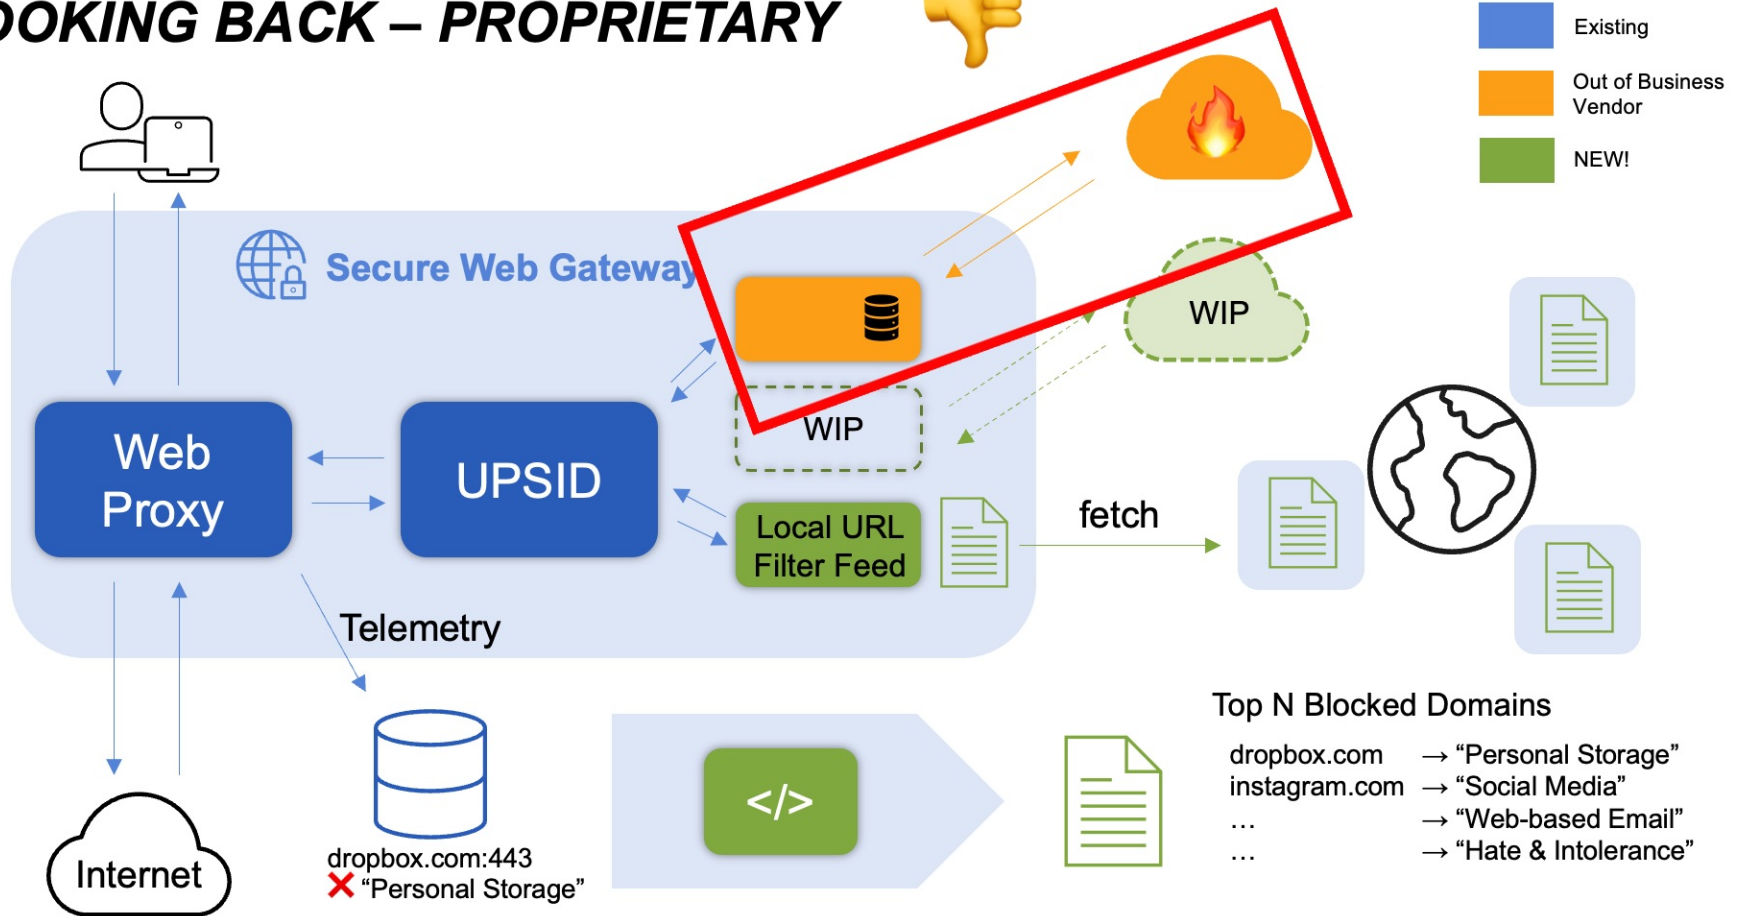 OOKING BACK – PROPRIETARY
Existing
Out of Business
Vendor
NEW!
Secure Web Gateway
WIP
WIP
Web
Proxy
UPSID
Local URL
Filter Feed
fetch
Telemetry
Internet
dropbox.com:443
❌ “Personal Storage”
</>
Top N Blocked Domains
dropbox.com → “Personal Storage”
instagram.com → “Social Media”
… → “Web-based Email”
… → “Hate & Intolerance”